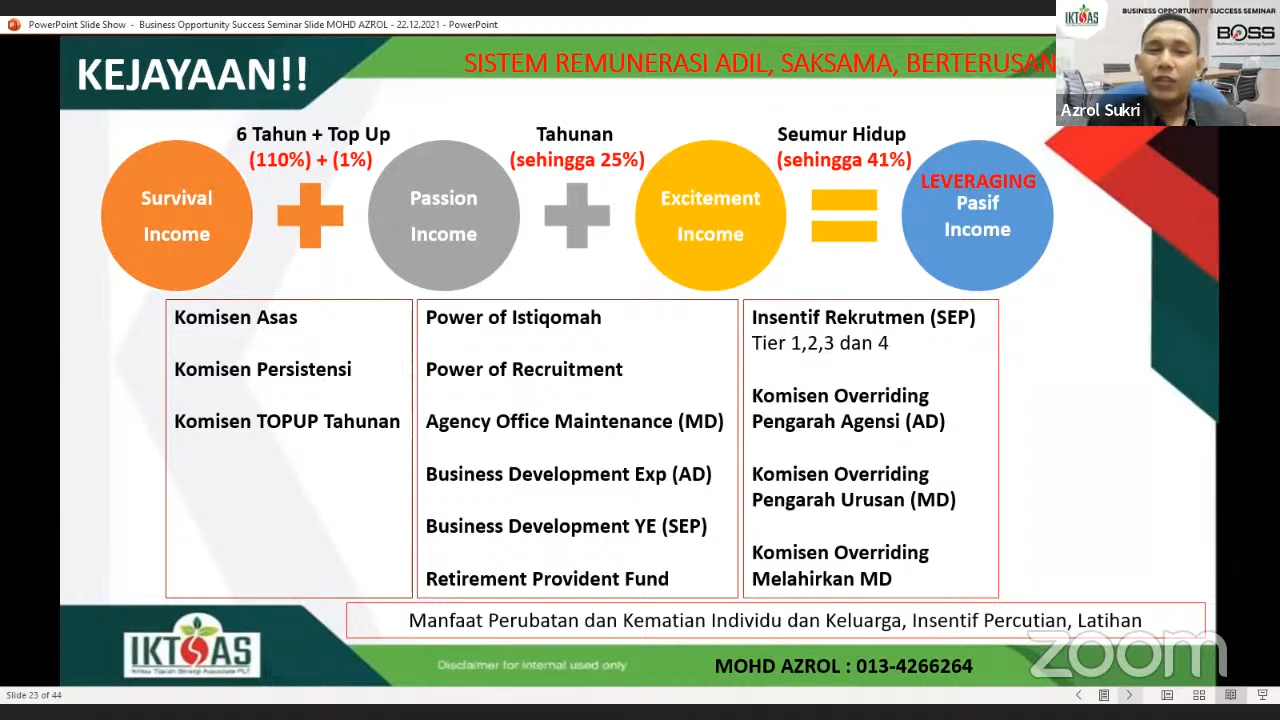 PowerPoint Slide Show - Business Opportunity Success Seminar Slide MOHD AZROL - 22.12.2021 - PowerPoint
IKTSAS
BUSINESS OPPORTUNITY SUCCESS SEMINAR
BOSS
Azrol Sukri
KEJAYAAN!!
SISTEM REMUNERASI ADIL, SAKSAMA, BERTERUSAN
6 Tahun + Top Up
(110%) + (1%)
Tahunan
(sehingga 25%)
Seumur Hidup
(sehingga 41%)
Survival
Income
Passion
Income
Excitement
Income
LEVERAGING
Pasif
Income
Komisen Asas
Komisen Persistensi
Komisen TOPUP Tahunan
Power of Istiqomah
Power of Recruitment
Agency Office Maintenance (MD)
Business Development Exp (AD)
Business Development YE (SEP)
Retirement Provident Fund
Insentif Rekrutmen (SEP)
Tier 1,2,3 dan 4
Komisen Overriding
Pengarah Agensi (AD)
Komisen Overriding
Pengarah Urusan (MD)
Komisen Overriding
Melahirkan MD
Manfaat Perubatan dan Kematian Individu dan Keluarga, Insentif Percutian, Latihan
IKTSAS
Disclaimer for internal used only
MOHD AZROL : 013-4266264
zoom
Slide 23 of 44